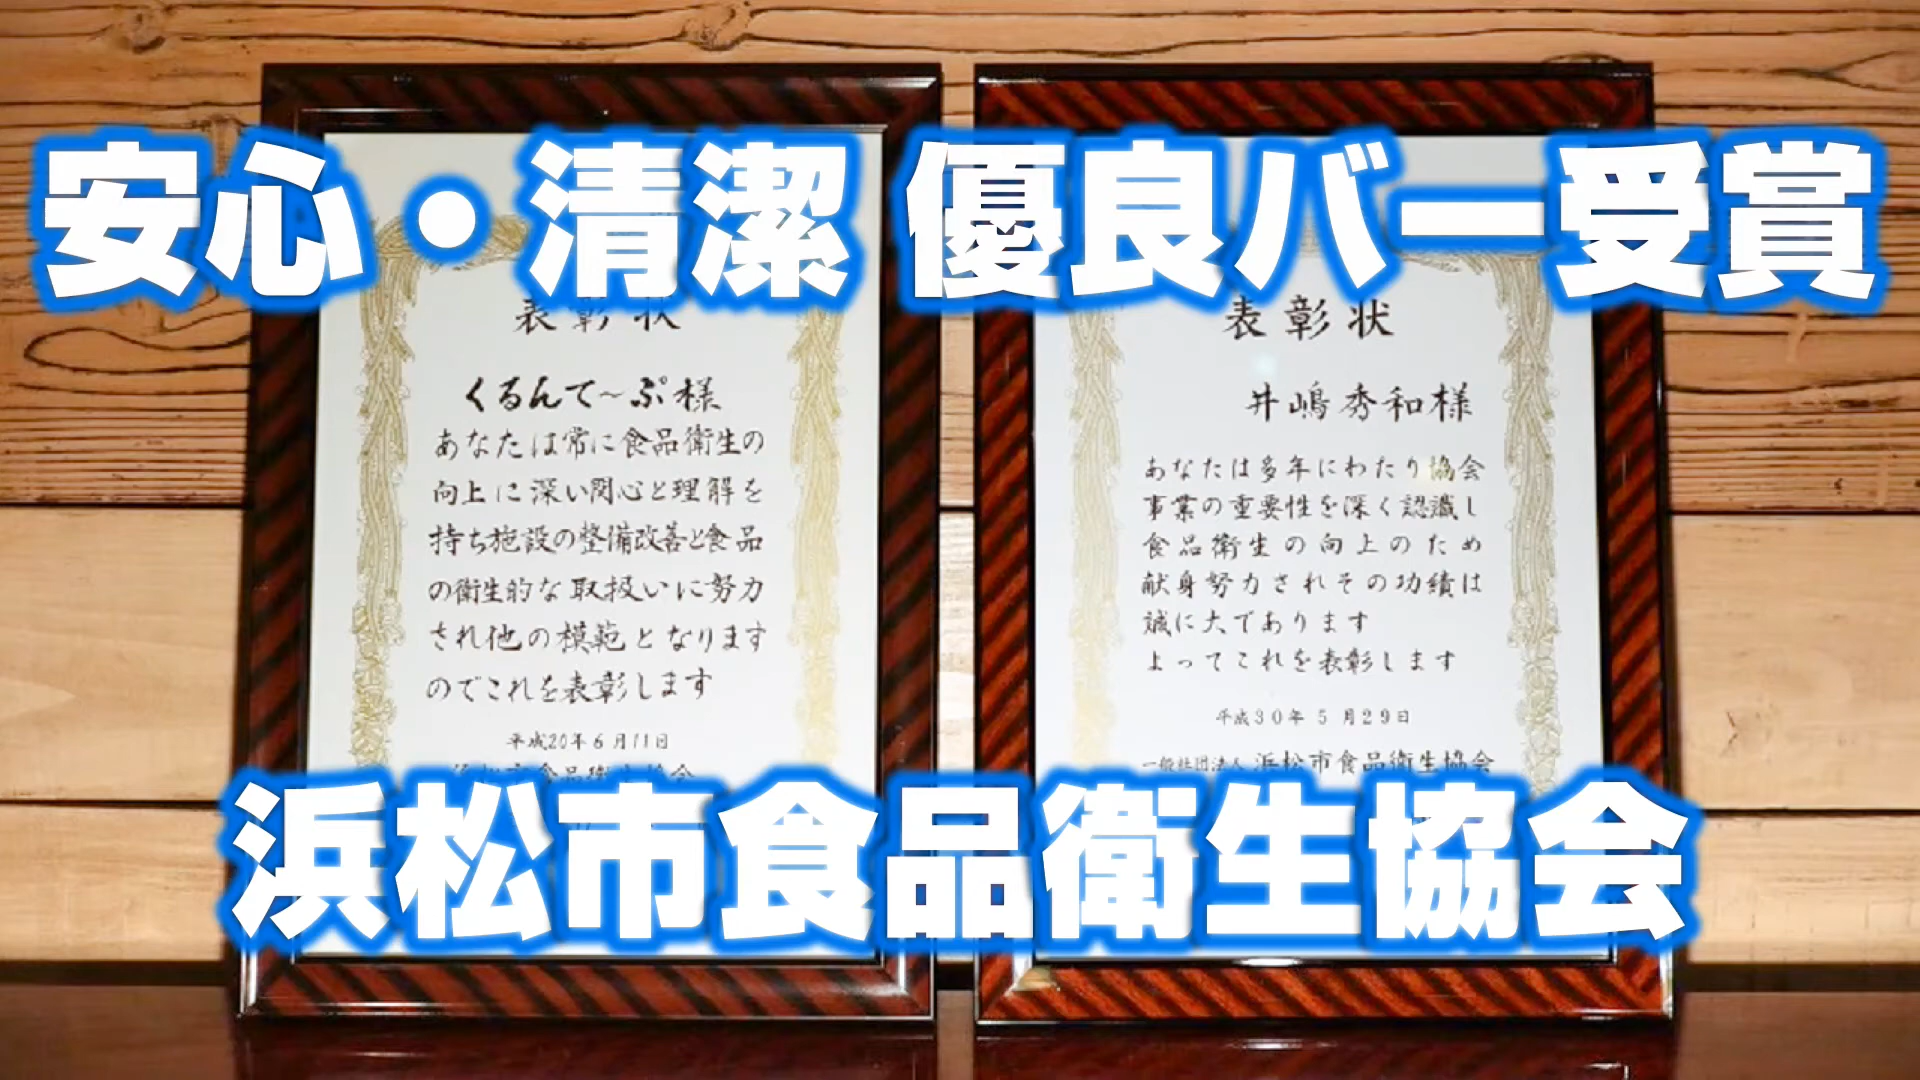 安心・清潔 優良バー受賞
表彰状
くるんて～ぷ様
あなたは常に食品衛生の
向上に深い関心と理解を
持ち施設の整備改善と食品
の衛生的な取扱いに努力
され他の模範となります
のでこれを表彰します
平成20年6月11日
浜松市食品衛生協会
表彰状
井嶋秀和様
あなたは多年にわたり協会
事業の重要性を深く認識し
食品衛生の向上のため
献身努力されその功績は
誠に大であります
よってこれを表彰します
平成30年5月29日
一般社団法人 浜松市食品衛生協会
浜松市食品衛生協会